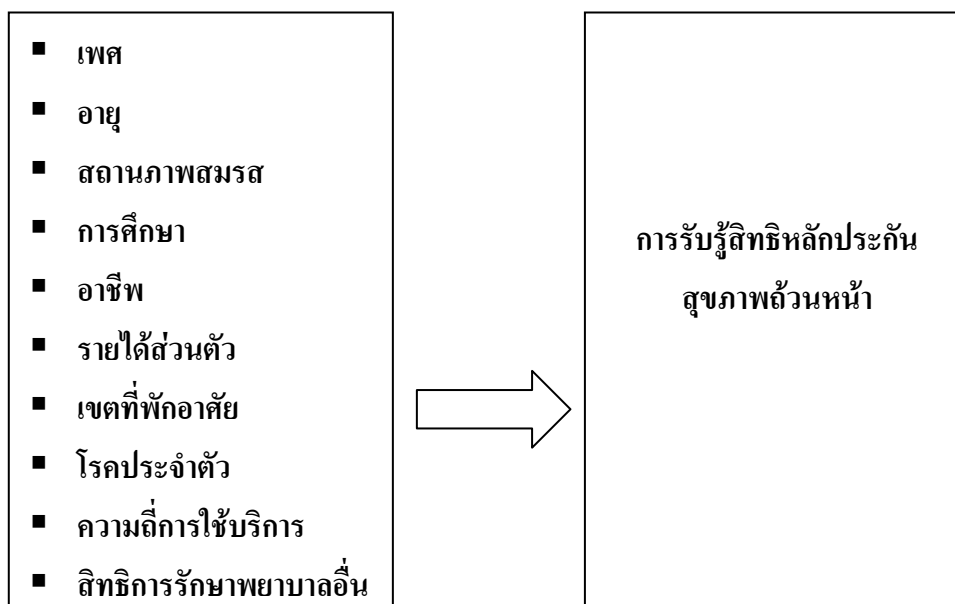 ▪ เพศ
▪ อายุ
▪ สถานภาพสมรส
▪ การศึกษา
▪ อาชีพ
▪ รายได้ส่วนตัว
▪ เขตที่พักอาศัย
▪ โรคประจำตัว
▪ ความถี่การใช้บริการ
▪ สิทธิการรักษาพยาบาลอื่น
การรับรู้สิทธิหลักประกัน
สุขภาพถ้วนหน้า